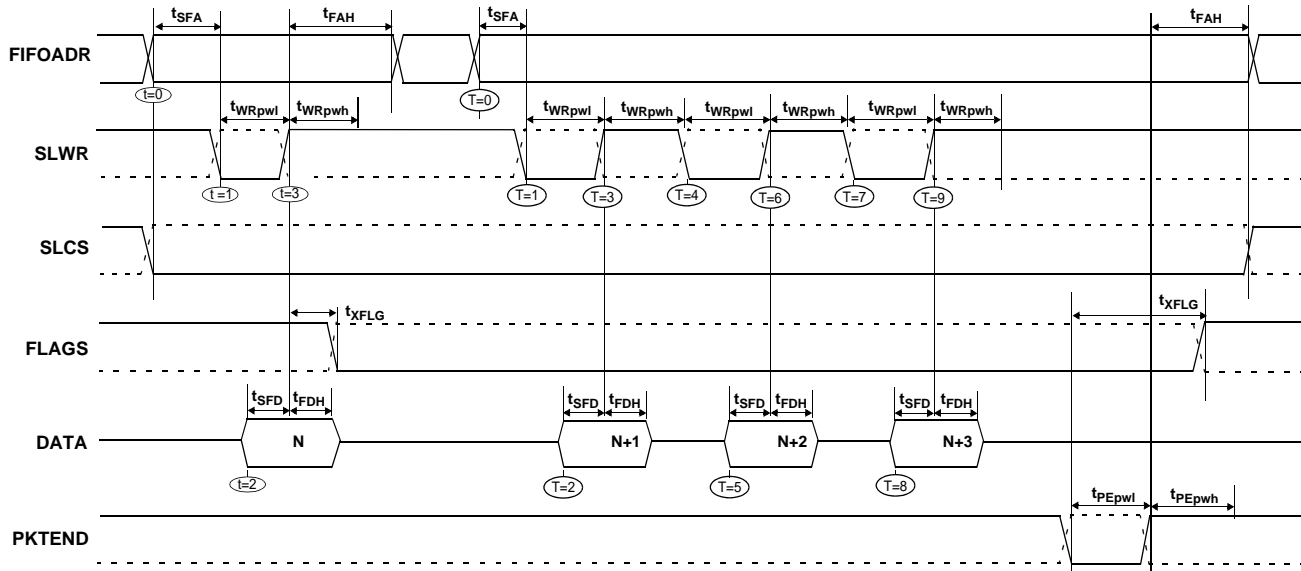 tSFA tFAH tSFA tFAH
FIFOADR
t=0 T=0
tWRpwl tWRpwh tWRpwl tWRpwh tWRpwl tWRpwh tWRpwl tWRpwh
SLWR
t=1 t=3 T=1 T=3 T=4 T=6 T=7 T=9
SLCS
tXFLG tXFLG
FLAGS
tSFD tFDH tSFD tFDH tSFD tFDH tSFD tFDH
DATA N N+1 N+2 N+3
t=2 T=2 T=5 T=8
tPEpwl tPEpwh
PKTEND